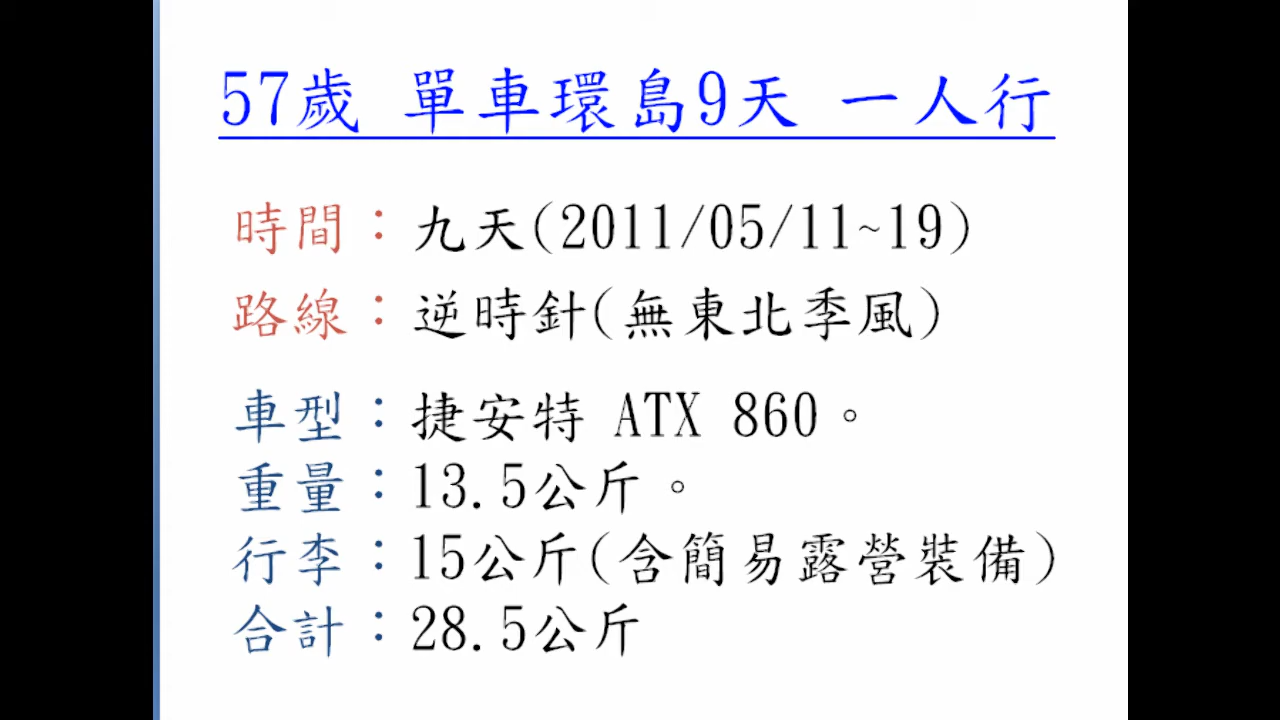 57歲 單車環島9天 一人行
時間：九天(2011/05/11~19)
路線：逆時針(無東北季風)
車型：捷安特 ATX 860。
重量：13.5公斤。
行李：15公斤(含簡易露營裝備)
合計：28.5公斤